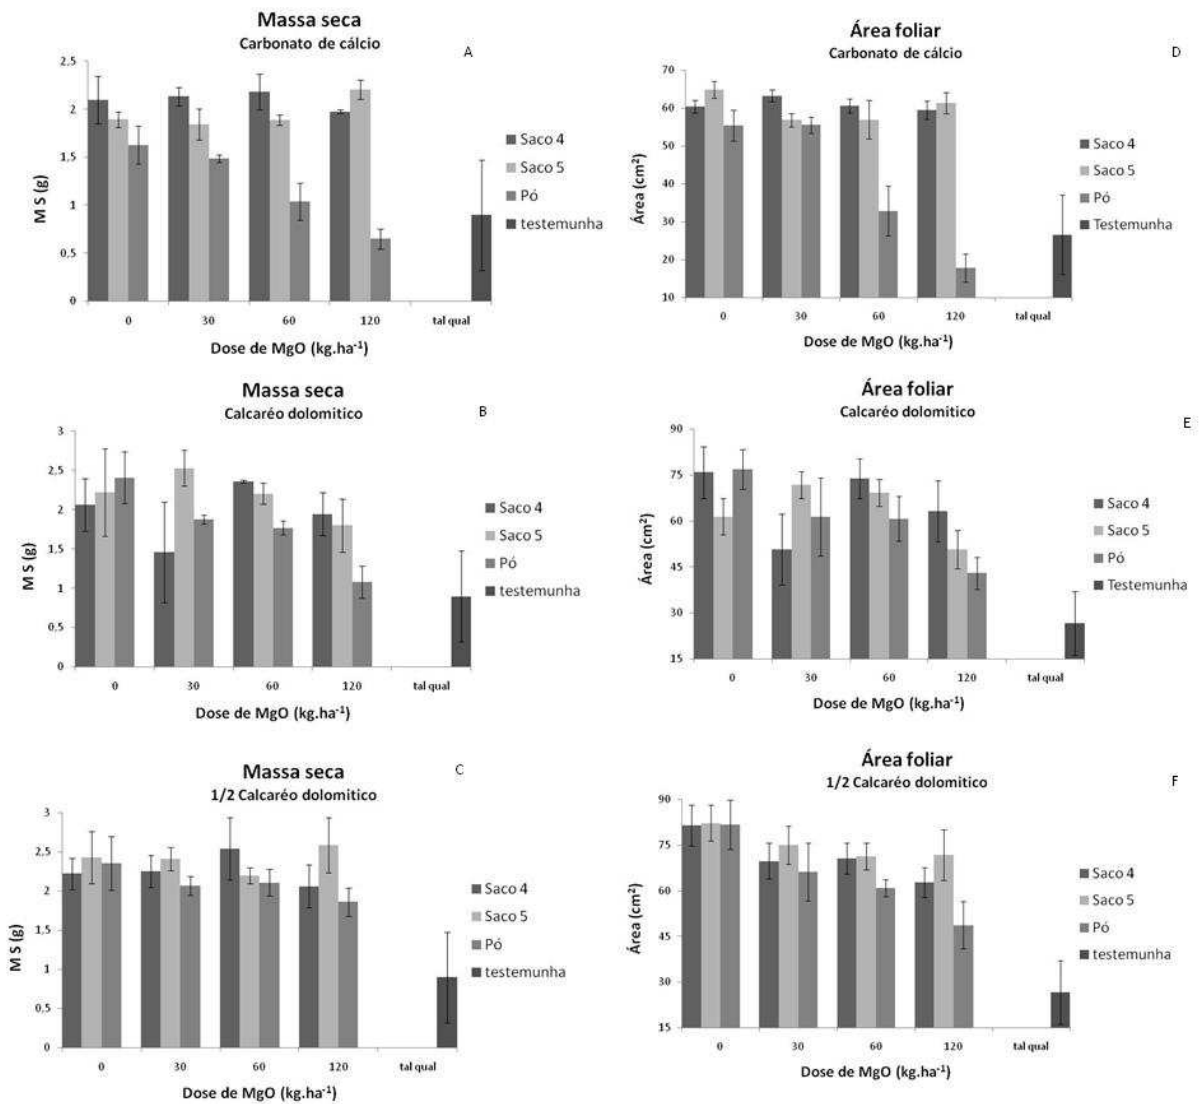 Massa seca
Carbonato de cálcio
A
2.5
2
1.5
1
0.5
0
M S (g)
0 30 60 120 tal qual
Dose de MgO (kg.ha⁻¹)
Saco 4
Saco 5
Pó
testemunha
Área foliar
Carbonato de cálcio
D
70
60
50
40
30
20
10
Área (cm²)
0 30 60 120 tal qual
Dose de MgO (kg.ha⁻¹)
Saco 4
Saco 5
Pó
Testemunha
Massa seca
Calcaréo dolomitico
B
3
2.5
2
1.5
1
0.5
0
M S (g)
0 30 60 120 tal qual
Dose de MgO (kg.ha⁻¹)
Saco 4
Saco 5
Pó
testemunha
Área foliar
Calcaréo dolomitico
E
90
75
60
45
30
15
Área (cm²)
0 30 60 120 tal qual
Dose de MgO (kg.ha⁻¹)
Saco 4
Saco 5
Pó
Testemunha
Massa seca
1/2 Calcaréo dolomitico
C
3
2.5
2
1.5
1
0.5
0
M S (g)
0 30 60 120 tal qual
Dose de MgO (kg.ha⁻¹)
Saco 4
Saco 5
Pó
testemunha
Área foliar
1/2 Calcaréo dolomitico
F
90
75
60
45
30
15
Área (cm²)
0 30 60 120 tal qual
Dose de MgO (kg.ha⁻¹)
Saco 4
Saco 5
Pó
testemunha